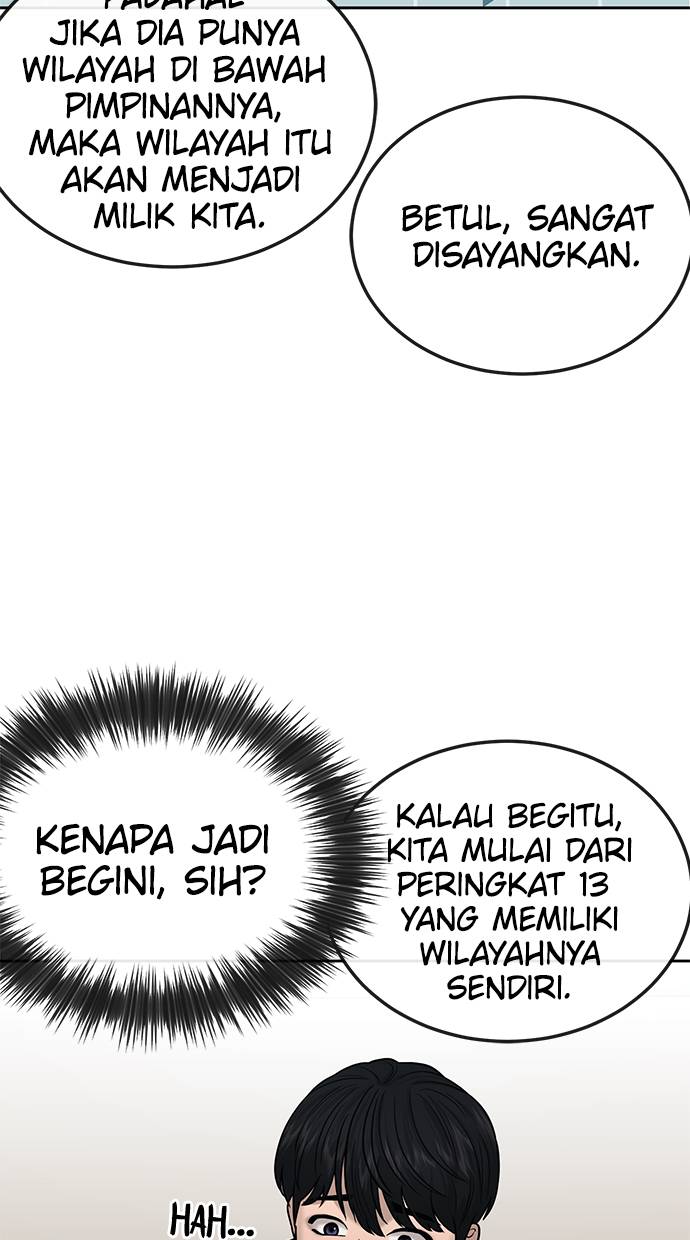 PADAHAL
JIKA DIA PUNYA
WILAYAH DI BAWAH
PIMPINANNYA,
MAKA WILAYAH ITU
AKAN MENJADI
MILIK KITA.
BETUL, SANGAT
DISAYANGKAN.
KENAPA JADI
BEGINI, SIH?
KALAU BEGITU,
KITA MULAI DARI
PERINGKAT 13
YANG MEMILIKI
WILAYAHNYA
SENDIRI.
HAH...